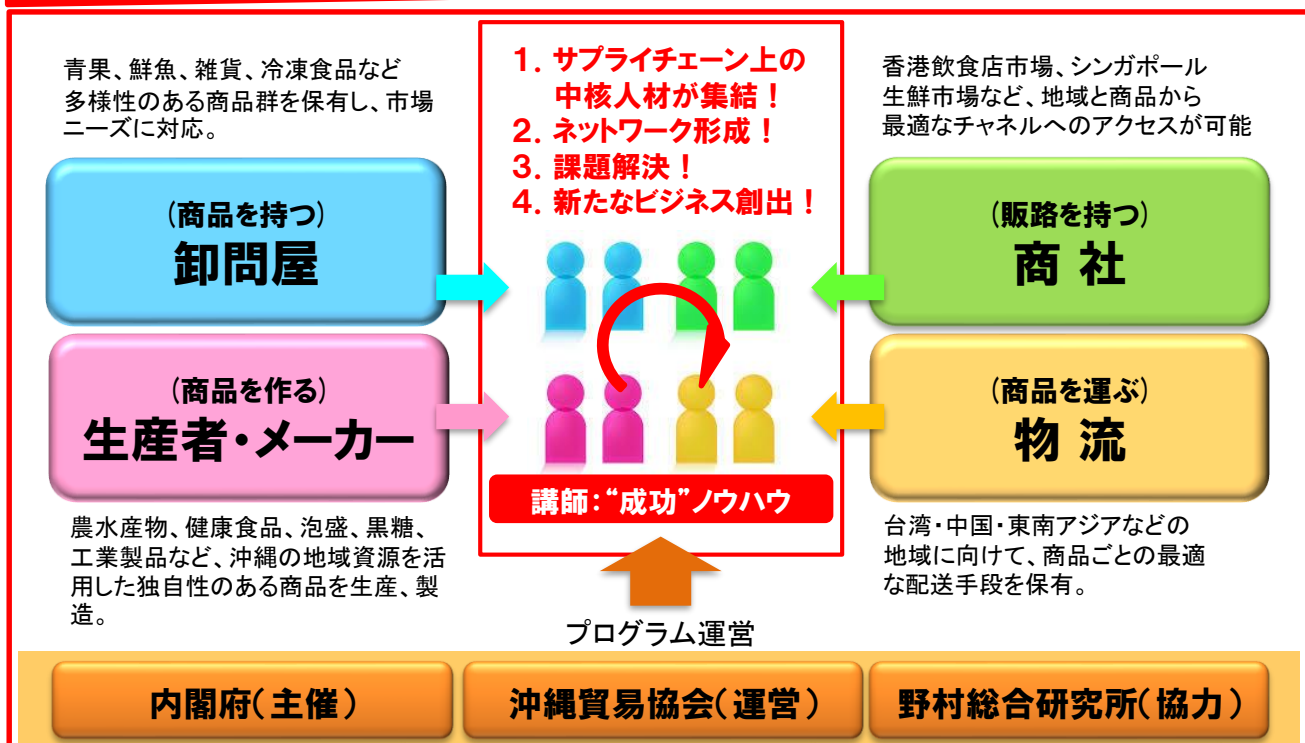 青果、鮮魚、雑貨、冷凍食品など
多様性のある商品群を保有し、市場
ニーズに対応。
(商品を持つ)
卸問屋
(商品を作る)
生産者・メーカー
農水産物、健康食品、泡盛、黒糖、
工業製品など、沖縄の地域資源を活
用した独自性のある商品を生産、製
造。
1. サプライチェーン上の
中核人材が集結！
2. ネットワーク形成！
3. 課題解決！
4. 新たなビジネス創出！
講師：“成功”ノウハウ
香港飲食店市場、シンガポール
生鮮市場など、地域と商品から
最適なチャネルへのアクセスが可能
(販路を持つ)
商 社
(商品を運ぶ)
物 流
台湾・中国・東南アジアなどの
地域に向けて、商品ごとの最適
な配送手段を保有。
プログラム運営
内閣府（主催）
沖縄貿易協会（運営）
野村総合研究所（協力）